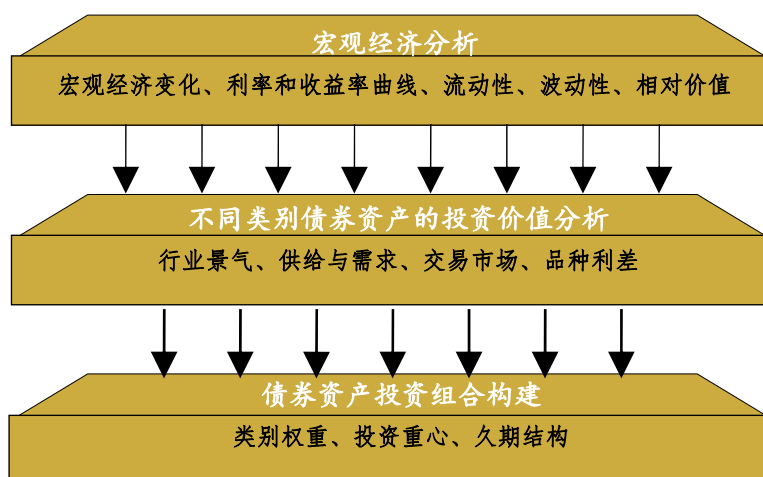 宏观经济分析
宏观经济变化、利率和收益率曲线、流动性、波动性、相对价值
不同类别债券资产的投资价值分析
行业景气、供给与需求、交易市场、品种利差
债券资产投资组合构建
类别权重、投资重心、久期结构